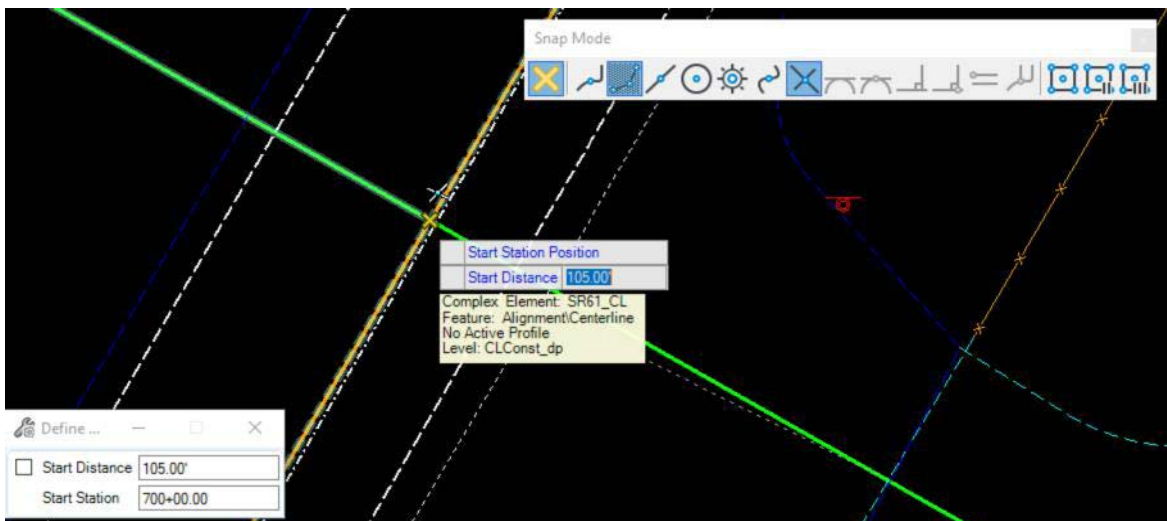 Snap Mode
Start Station Position
Start Distance 105.00'
Complex Element: SR61_CL
Feature: Alignment\Centerline
No Active Profile
Level: CLConst_dp
Define ...
Start Distance 105.00'
Start Station 700+00.00